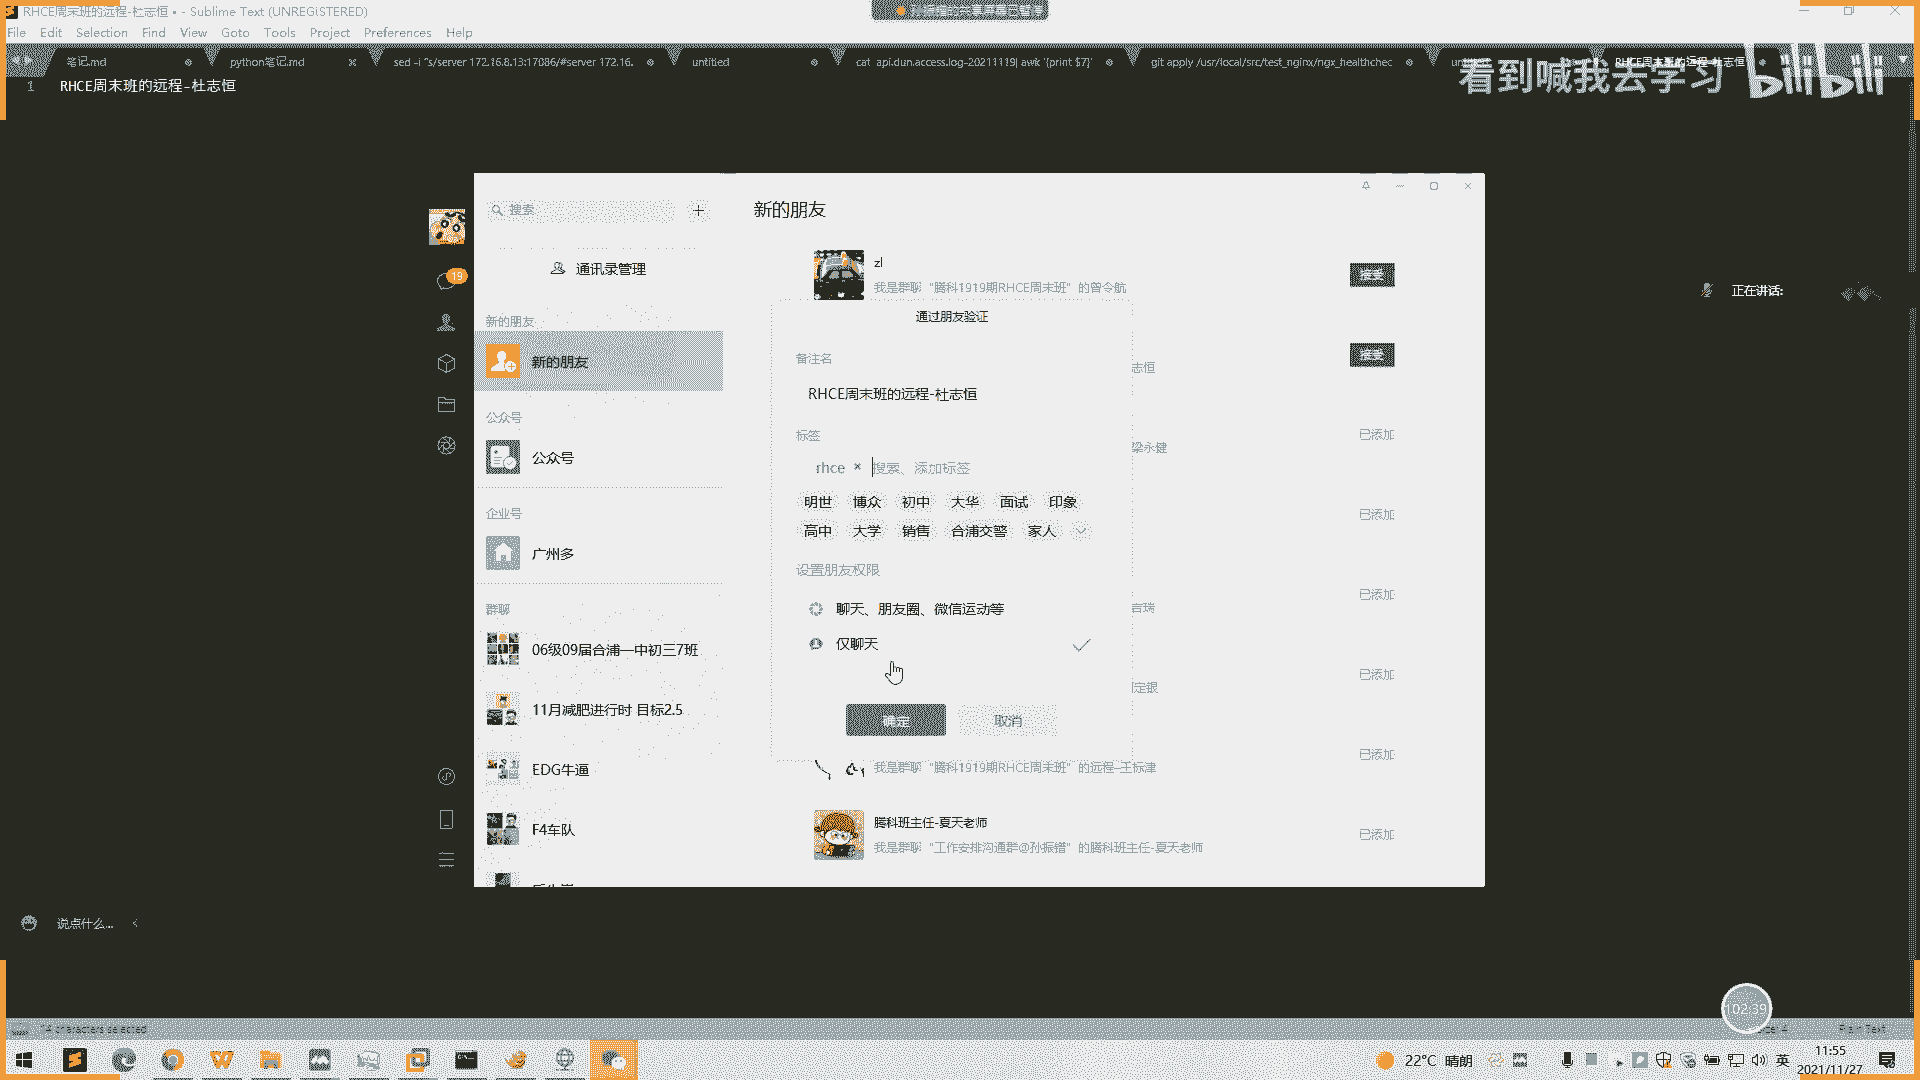 RHCE周末班的远程-杜志恒 • - Sublime Text (UNREGISTERED)
File Edit Selection Find View Goto Tools Project Preferences Help
笔记.md
python笔记.md
sed -i "s/server 172.16.8.13:17086/#server 172.16.
untitled
cat api.dun.access.log-20211119| awk '{print $7}'
git apply /usr/local/src/test_nginx/ngx_healthchec
RHCE周末班的远程-杜志恒
1 RHCE周末班的远程-杜志恒
看到喊我去学习 bilibili
正在讲话:
搜索
新的朋友
通讯录管理
19
新的朋友
新的朋友
公众号
公众号
企业号
广州多
群聊
06级09届合浦一中初三7班
11月减肥进行时 目标2.5
EDG牛逼
F4车队
zl
我是群聊“腾科1919期RHCE周末班”的曾令航
接受
接受
志恒
已添加
梁永健
已添加
已添加
言瑞
已添加
定银
已添加
我是群聊“腾科1919期RHCE周末班”的远程-王标津
腾科班主任-夏天老师
已添加
我是群聊“工作安排沟通群@孙振锴”的腾科班主任-夏天老师
通过朋友验证
备注名
RHCE周末班的远程-杜志恒
标签
rhce × 搜索、添加标签
明世 博众 初中 大华 面试 印象
高中 大学 销售 合浦交警 家人
设置朋友权限
聊天、朋友圈、微信运动等
仅聊天
确定 取消
说点什么...
102:39
14 characters selected
Plain Text
22°C 晴朗
英
11:55
2021/11/27